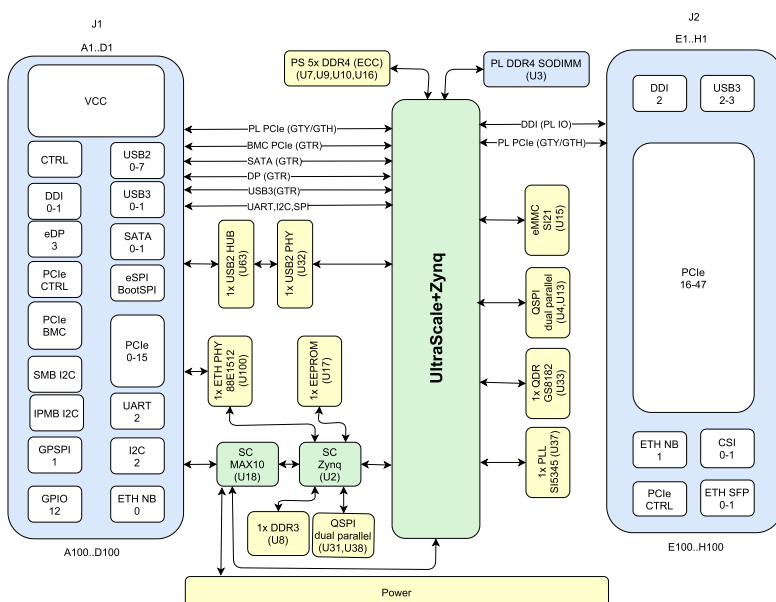 J1
A1..D1
VCC
CTRL
USB2
0-7
DDI
0-1
USB3
0-1
eDP
3
SATA
0-1
PCIe
CTRL
eSPI
BootSPI
PCIe
BMC
PCIe
0-15
SMB I2C
IPMB I2C
UART
2
GPSPI
1
I2C
2
GPIO
12
ETH NB
0
A100..D100
PS 5x DDR4 (ECC)
(U7,U9,U10,U16)
PL DDR4 SODIMM
(U3)
PL PCIe (GTY/GTH)
BMC PCIe (GTR)
SATA (GTR)
DP (GTR)
USB3(GTR)
UART,I2C,SPI
1x USB2 HUB
(U63)
1x USB2 PHY
(U32)
1x ETH PHY
88E1512
(U100)
1x EEPROM
(U17)
SC
MAX10
(U18)
SC
Zynq
(U2)
1x DDR3
(U8)
QSPI
dual parallel
(U31,U38)
UltraScale+Zynq
DDI (PL IO)
PL PCIe (GTY/GTH)
eMMC
SI21
(U15)
QSPI
dual parallel
(U4,U13)
1x QDR
GS8182
(U33)
1x PLL
SI5345 (U37)
Power
J2
E1..H1
DDI
2
USB3
2-3
PCIe
16-47
ETH NB
1
CSI
0-1
PCIe
CTRL
ETH SFP
0-1
E100..H100